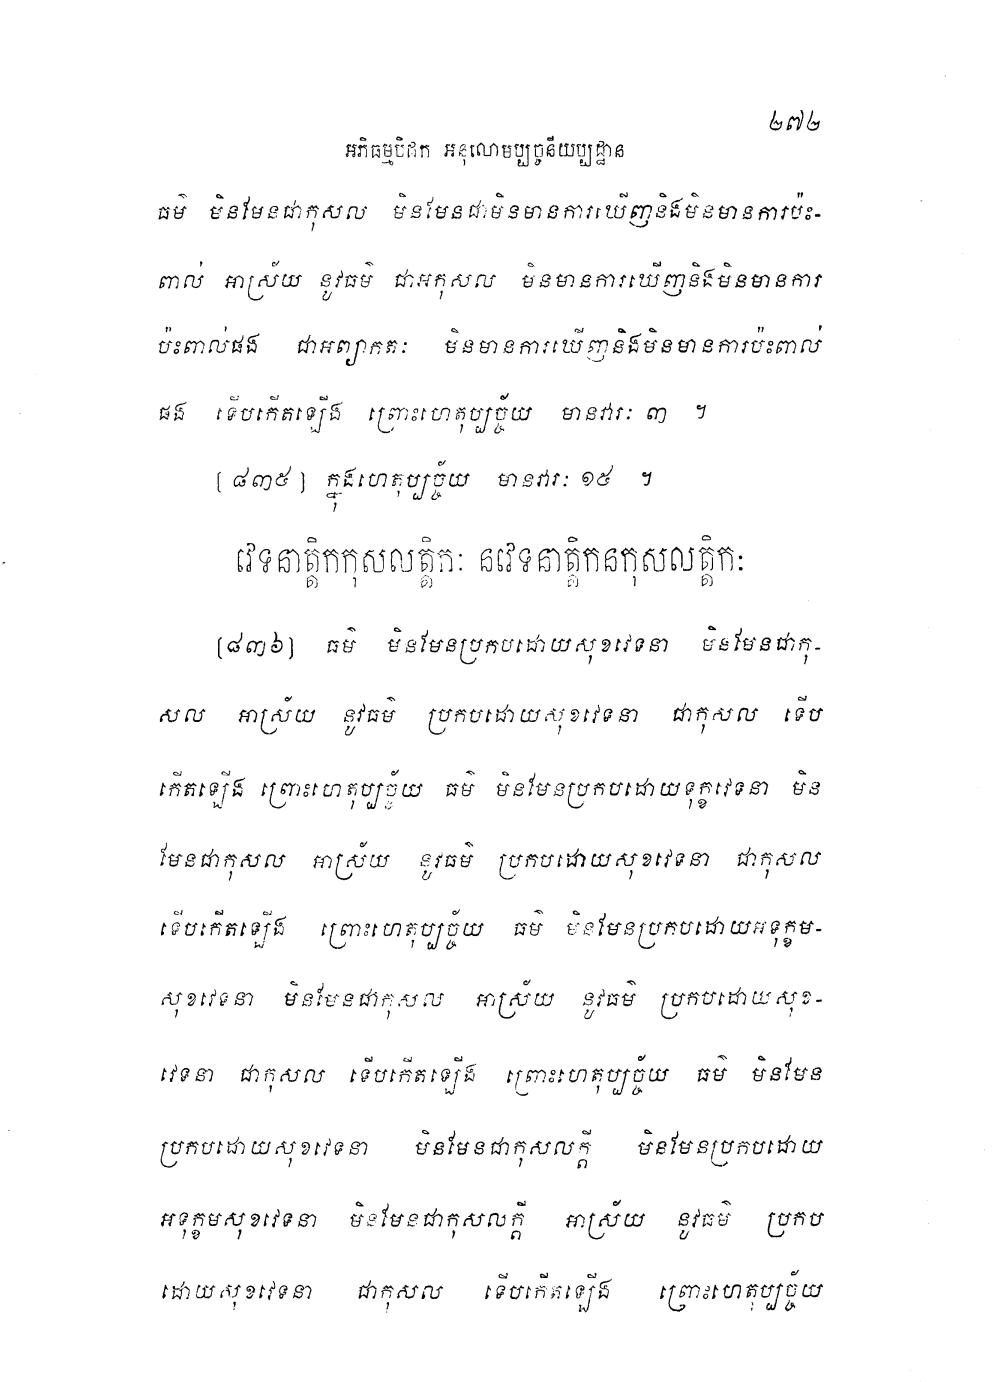 ២៧២
អភិធម្មបិដក អនុលោមប្បច្ចនីយប្បដ្ឋាន
ធម៌ មិនមែនជាកុសល មិនមែនជាមិនមានការឃើញនិងមិនមានការប៉ះ-
ពាល់ អាស្រ័យ នូវធម៌ ជាអកុសល មិនមានការឃើញនិងមិនមានការ
ប៉ះពាល់ផង ជាអព្យាកតៈ មិនមានការឃើញនិងមិនមានការប៉ះពាល់
ផង ទើបកើតឡើង ព្រោះហេតុប្បច្ច័យ មានវារៈ ៣ ។
[៨៣៥] ក្នុងហេតុប្បច្ច័យ មានវារៈ ១៥ ។
វេទនាត្តិកកុសលត្តិកៈ នវេទនាត្តិកនកុសលត្តិកៈ
[៨៣៦] ធម៌ មិនមែនប្រកបដោយសុខវេទនា មិនមែនជាកុ-
សល អាស្រ័យ នូវធម៌ ប្រកបដោយសុខវេទនា ជាកុសល ទើប
កើតឡើង ព្រោះហេតុប្បច្ច័យ ធម៌ មិនមែនប្រកបដោយទុក្ខវេទនា មិន
មែនជាកុសល អាស្រ័យ នូវធម៌ ប្រកបដោយសុខវេទនា ជាកុសល
ទើបកើតឡើង ព្រោះហេតុប្បច្ច័យ ធម៌ មិនមែនប្រកបដោយអទុក្ខម-
សុខវេទនា មិនមែនជាកុសល អាស្រ័យ នូវធម៌ ប្រកបដោយសុខ-
វេទនា ជាកុសល ទើបកើតឡើង ព្រោះហេតុប្បច្ច័យ ធម៌ មិនមែន
ប្រកបដោយសុខវេទនា មិនមែនជាកុសលក្តី មិនមែនប្រកបដោយ
អទុក្ខមសុខវេទនា មិនមែនជាកុសលក្តី អាស្រ័យ នូវធម៌ ប្រកប
ដោយសុខវេទនា ជាកុសល ទើបកើតឡើង ព្រោះហេតុប្បច្ច័យ